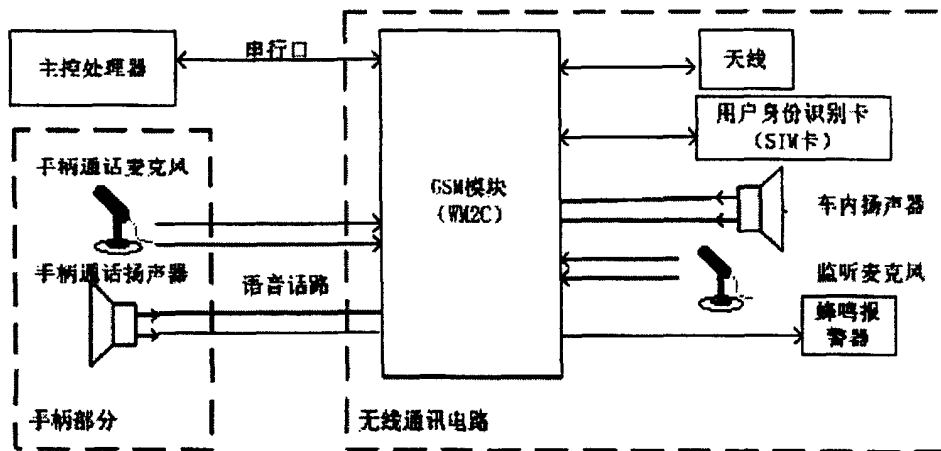 主控处理器
串行口
天线
用户身份识别卡
(SIM卡)
手柄通话麦克风
GSM模块
(WM2C)
车内扬声器
手柄通话扬声器
语音话路
监听麦克风
蜂鸣报
警器
手柄部分
无线通讯电路